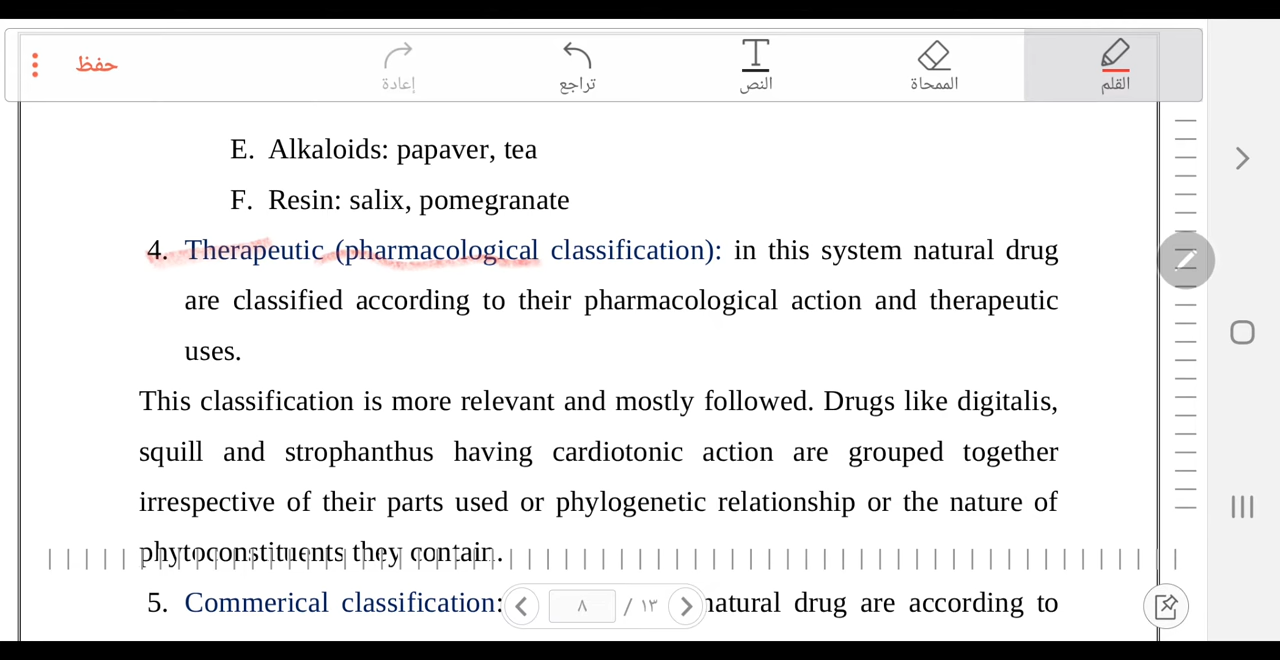 حفظ
إعادة
تراجع
النص
الممحاة
القلم
E. Alkaloids: papaver, tea
F. Resin: salix, pomegranate
4. Therapeutic (pharmacological classification): in this system natural drug
are classified according to their pharmacological action and therapeutic
uses.
This classification is more relevant and mostly followed. Drugs like digitalis,
squill and strophanthus having cardiotonic action are grouped together
irrespective of their parts used or phylogenetic relationship or the nature of
phytoconstituents they contain.
5. Commerical classification: natural drug are according to
٨ / ١٣